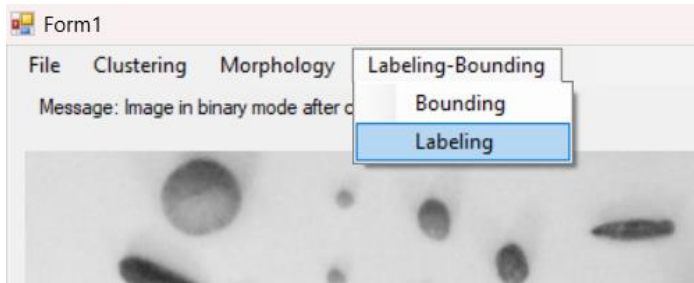 Form1
File Clustering Morphology Labeling-Bounding
Message: Image in binary mode after
Bounding
Labeling